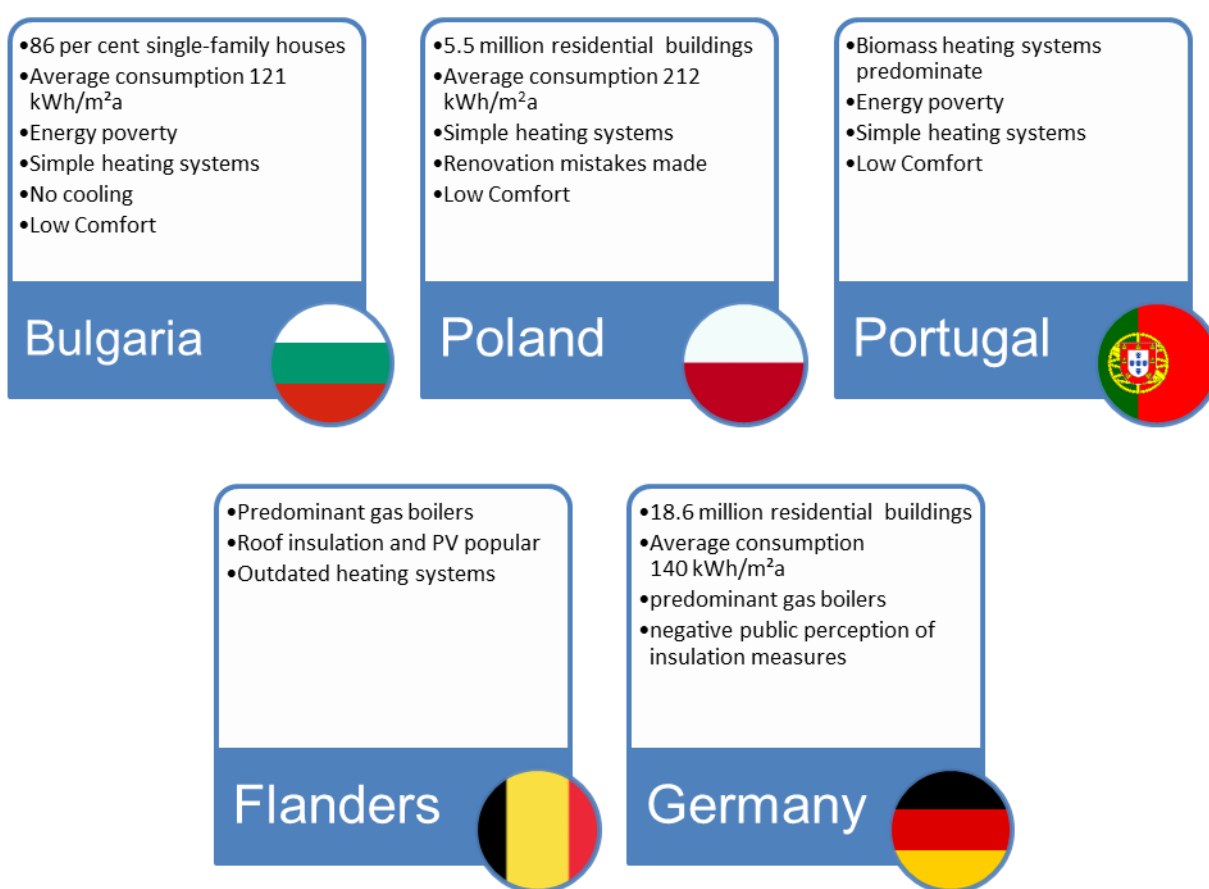 •86 per cent single-family houses
•Average consumption 121
kWh/m²a
•Energy poverty
•Simple heating systems
•No cooling
•Low Comfort
Bulgaria
•5.5 million residential buildings
•Average consumption 212
kWh/m²a
•Simple heating systems
•Renovation mistakes made
•Low Comfort
Poland
•Biomass heating systems
predominate
•Energy poverty
•Simple heating systems
•Low Comfort
Portugal
•Predominant gas boilers
•Roof insulation and PV popular
•Outdated heating systems
Flanders
•18.6 million residential buildings
•Average consumption
140 kWh/m²a
•predominant gas boilers
•negative public perception of
insulation measures
Germany